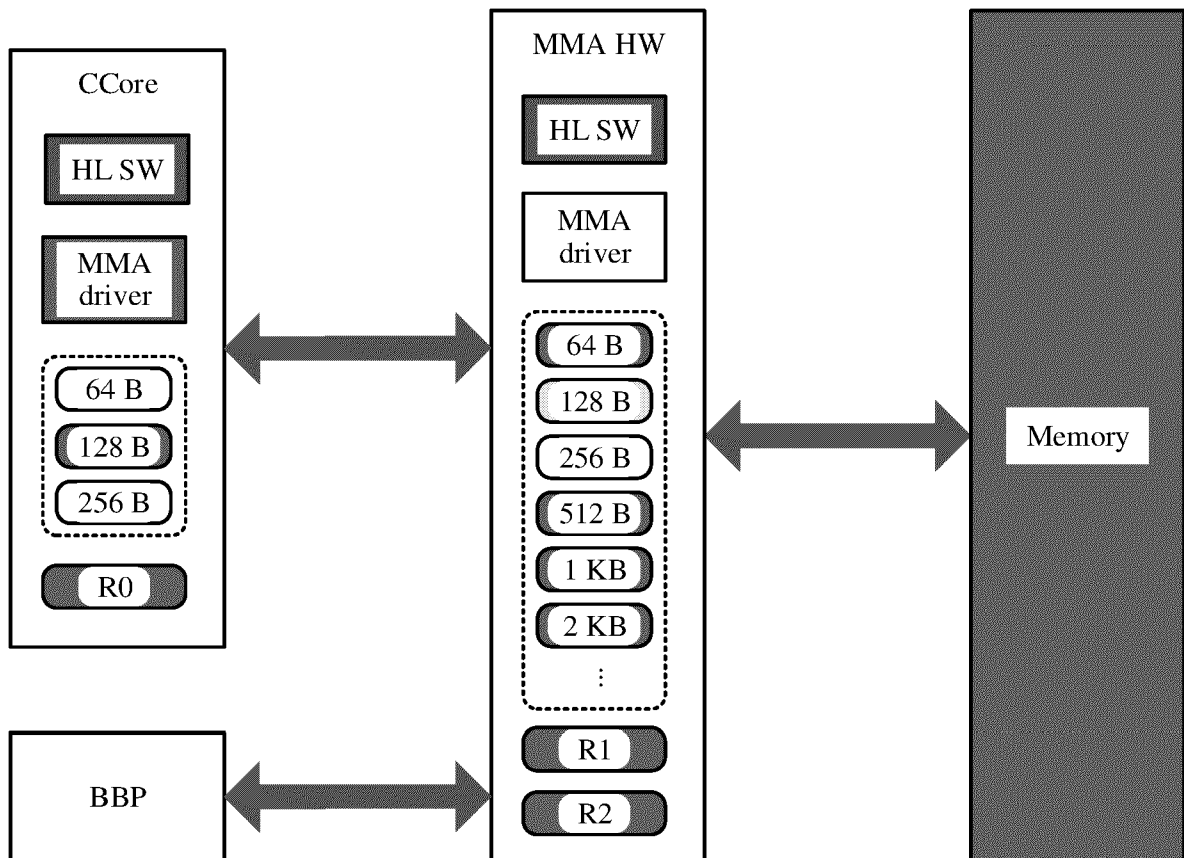 CCore
HL SW
MMA
driver
64 B
128 B
256 B
R0
BBP
MMA HW
HL SW
MMA
driver
64 B
128 B
256 B
512 B
1 KB
2 KB
⋮
R1
R2
Memory